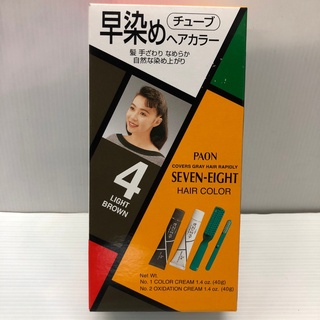 早染め
チューブ
ヘアカラー
髪 手ざわり なめらか
自然な染め上がり
4
LIGHT
BROWN
PAON
COVERS GRAY HAIR RAPIDLY
SEVEN-EIGHT
HAIR COLOR
Net Wt.
No. 1 COLOR CREAM 1.4 oz. (40g)
No. 2 OXIDATION CREAM 1.4 oz. (40g)